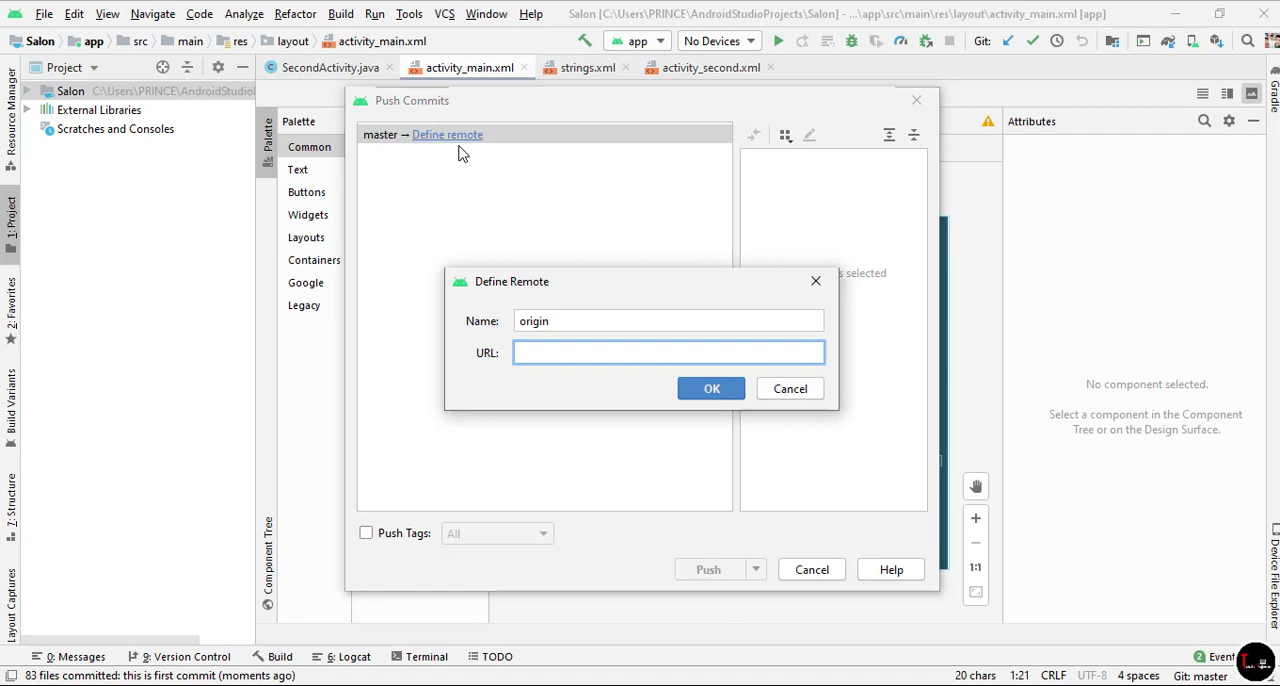 File Edit View Navigate Code Analyze Refactor Build Run Tools VCS Window Help Salon [C:\Users\PRINCE\AndroidStudioProjects\Salon] - ...\app\src\main\res\layout\activity_main.xml [app]
Salon app src main res layout activity_main.xml app No Devices Git:
Project SecondActivity.java activity_main.xml strings.xml activity_second.xml
Salon C:\Users\PRINCE\AndroidStudioP
External Libraries
Scratches and Consoles
Resource Manager
1: Project
2: Favorites
Build Variants
7: Structure
Layout Captures
Palette
Component Tree
Palette
Common
Text
Buttons
Widgets
Layouts
Containers
Google
Legacy
Push Commits
master → Define remote
s selected
Define Remote
Name: origin
URL:
OK Cancel
Push Tags: All
Push Cancel Help
Attributes
No component selected.
Select a component in the Component
Tree or on the Design Surface.
1:1
Gradle
Device File Explorer
0: Messages 9: Version Control Build 6: Logcat Terminal TODO 2 Event
83 files committed: this is first commit (moments ago) 20 chars 1:21 CRLF UTF-8 4 spaces Git: master